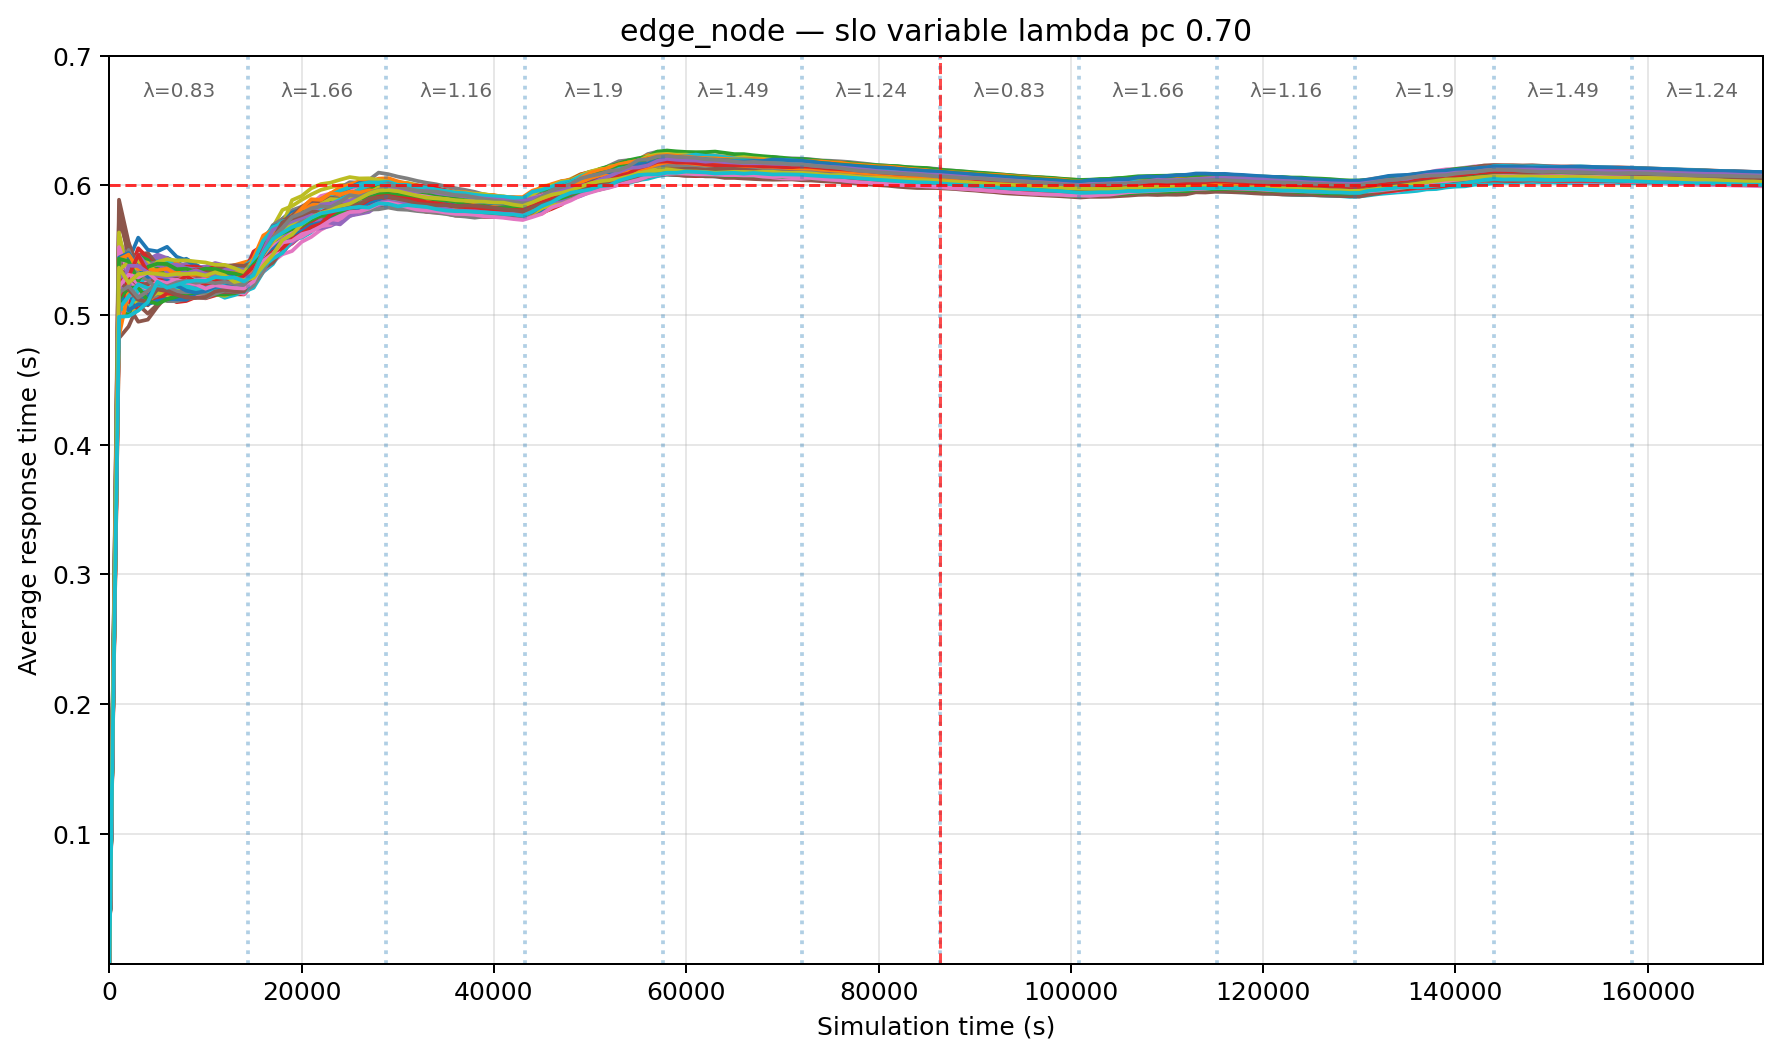 edge_node — slo variable lambda pc 0.70
λ=0.83 λ=1.66 λ=1.16 λ=1.9 λ=1.49 λ=1.24 λ=0.83 λ=1.66 λ=1.16 λ=1.9 λ=1.49 λ=1.24
0.7
0.6
0.5
0.4
0.3
0.2
0.1
Average response time (s)
0 20000 40000 60000 80000 100000 120000 140000 160000
Simulation time (s)